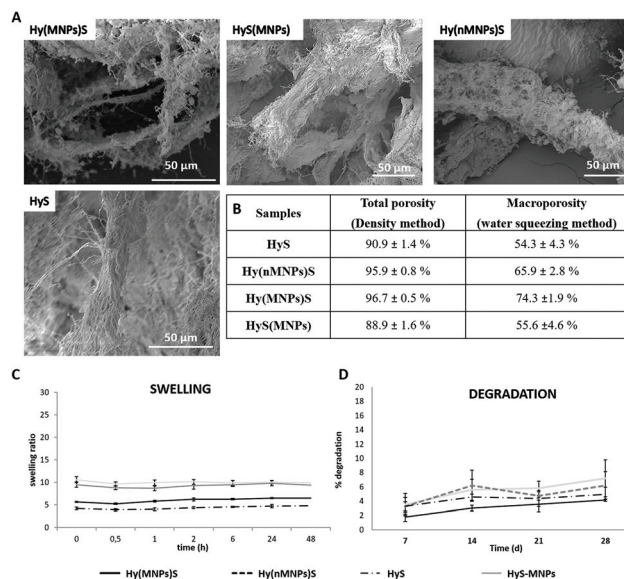 A
Hy(MNPs)S
HyS(MNPs)
Hy(nMNPs)S
50 µm
50 µm
50 µm
HyS
50 µm
B
Samples Total porosity (Density method) Macroporosity (water squeezing method)
HyS 90.9 ± 1.4 % 54.3 ± 4.3 %
Hy(nMNPs)S 95.9 ± 0.8 % 65.9 ± 2.8 %
Hy(MNPs)S 96.7 ± 0.5 % 74.3 ±1.9 %
HyS(MNPs) 88.9 ± 1.6 % 55.6 ±4.6 %
C
SWELLING
swelling ratio
30
25
20
15
10
5
0
0 0,5 1 2 6 24 48
time (h)
D
DEGRADATION
% degradation
20
18
16
14
12
10
8
6
4
2
0
7 14 21 28
Time (d)
Hy(MNPs)S Hy(nMNPs)S HyS HyS-MNPs